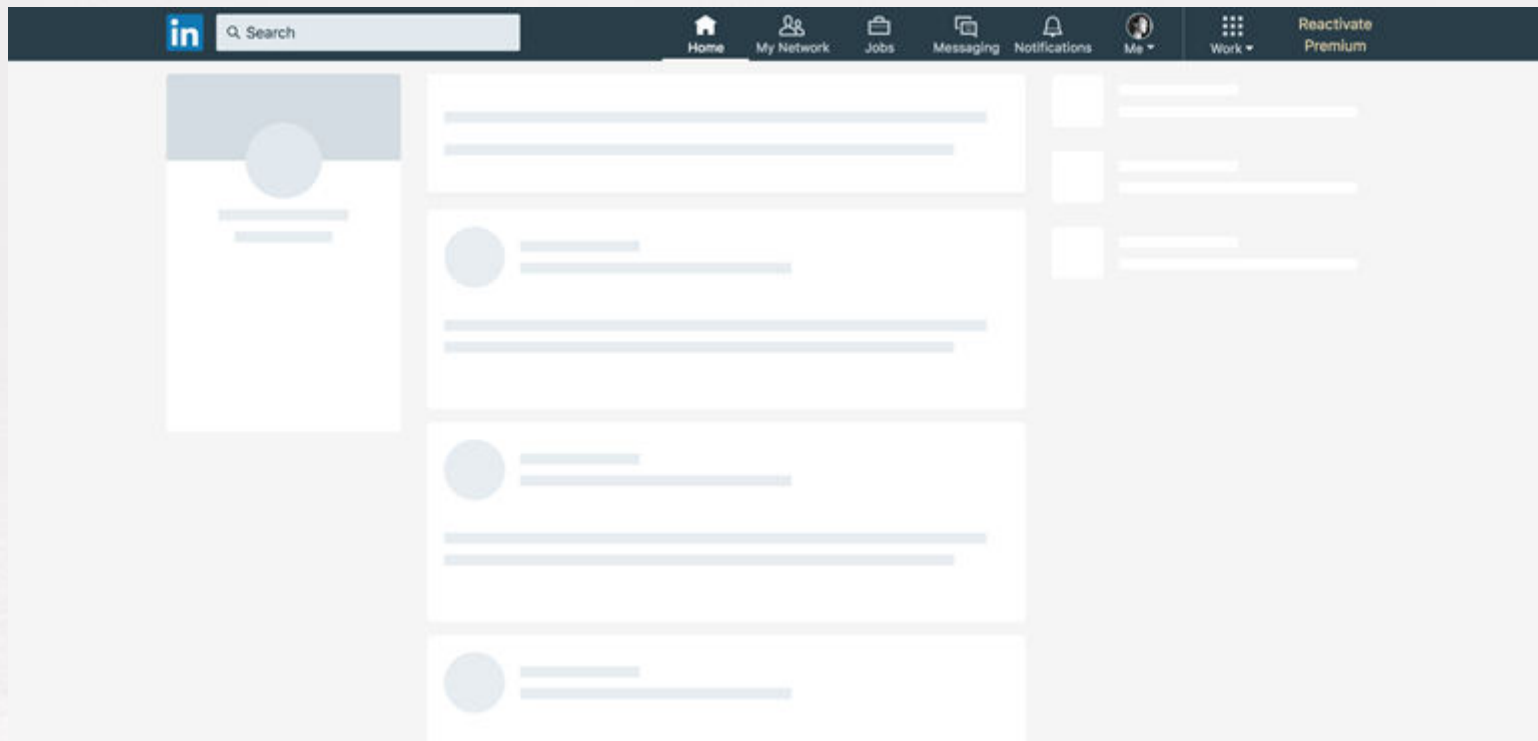 in
Search
Home
My Network
Jobs
Messaging
Notifications
Me
Work
Reactivate
Premium